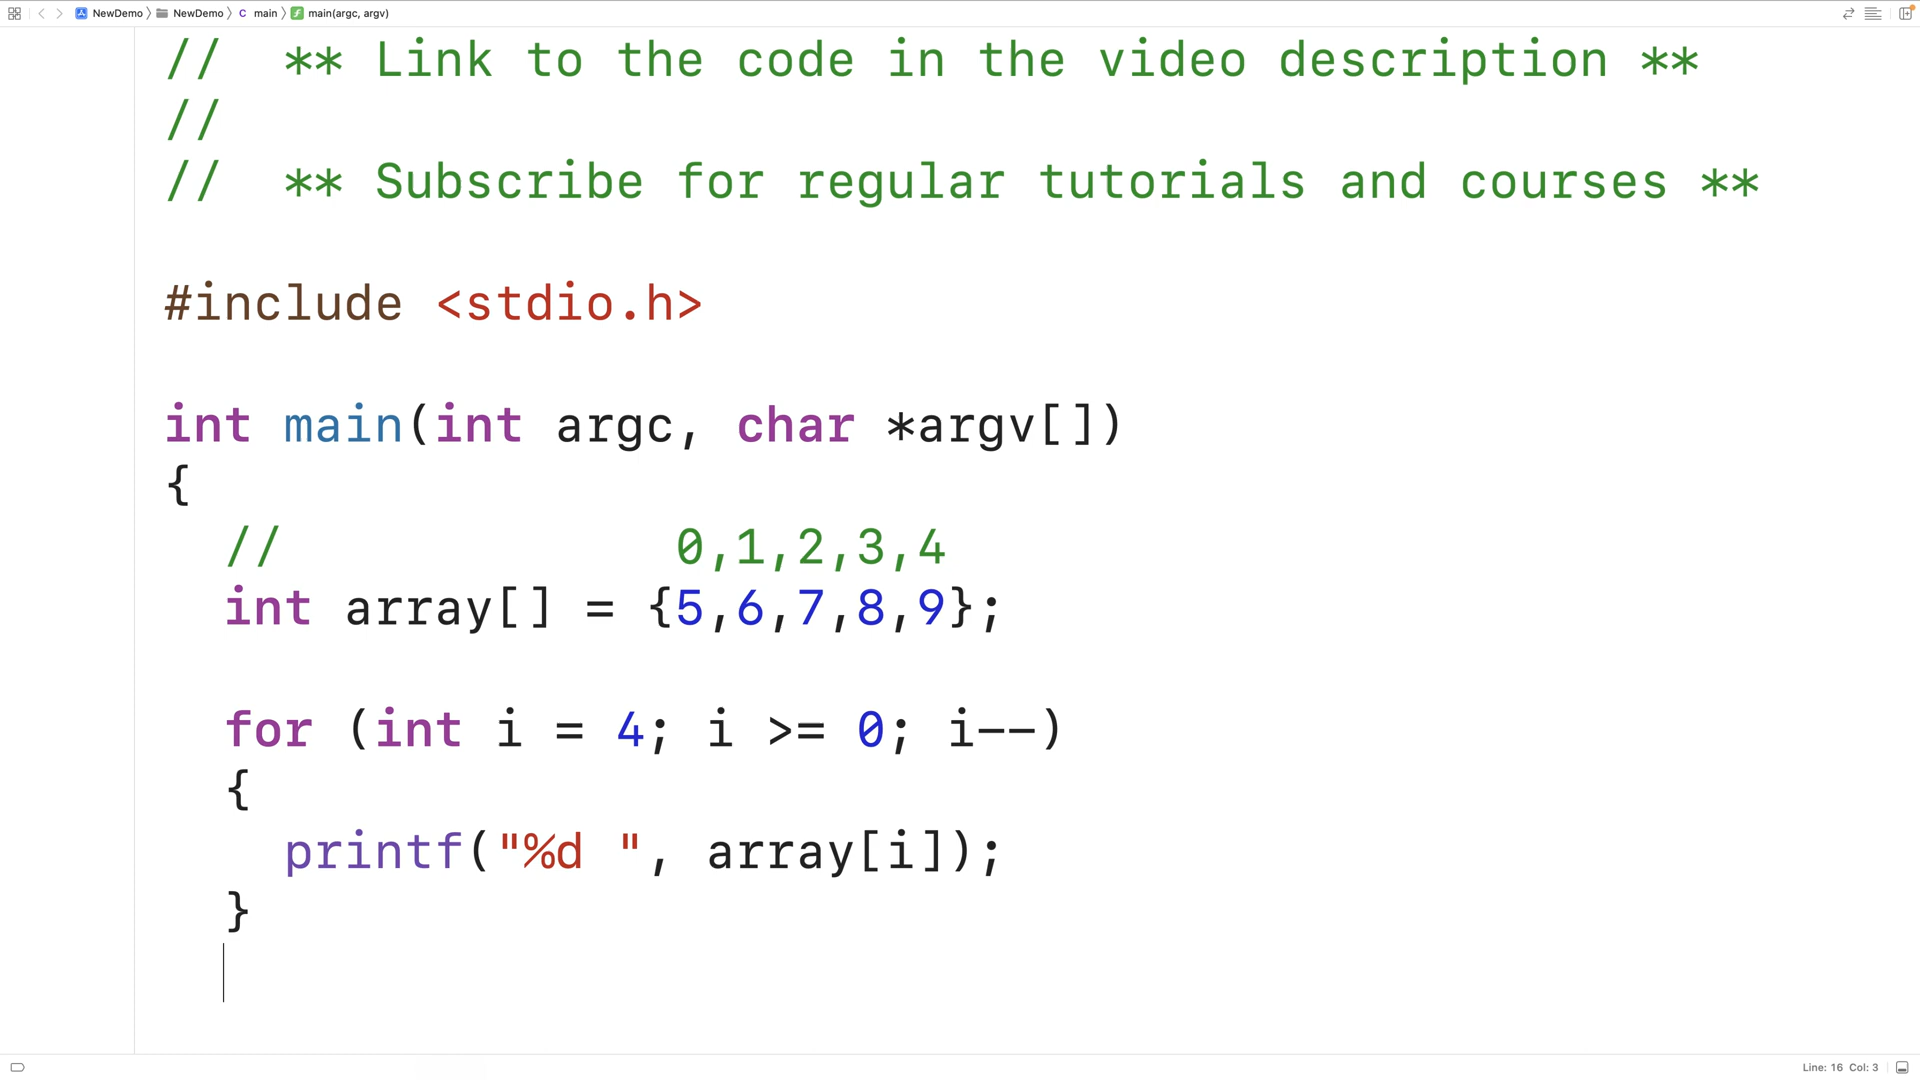 NewDemo 〉 NewDemo 〉 C main 〉 f main(argc, argv)
//  ** Link to the code in the video description **
//
//  ** Subscribe for regular tutorials and courses **
#include <stdio.h>
int main(int argc, char *argv[])
{
  //             0,1,2,3,4
  int array[] = {5,6,7,8,9};
  for (int i = 4; i >= 0; i--)
  {
    printf("%d ", array[i]);
  }
Line: 16 Col: 3